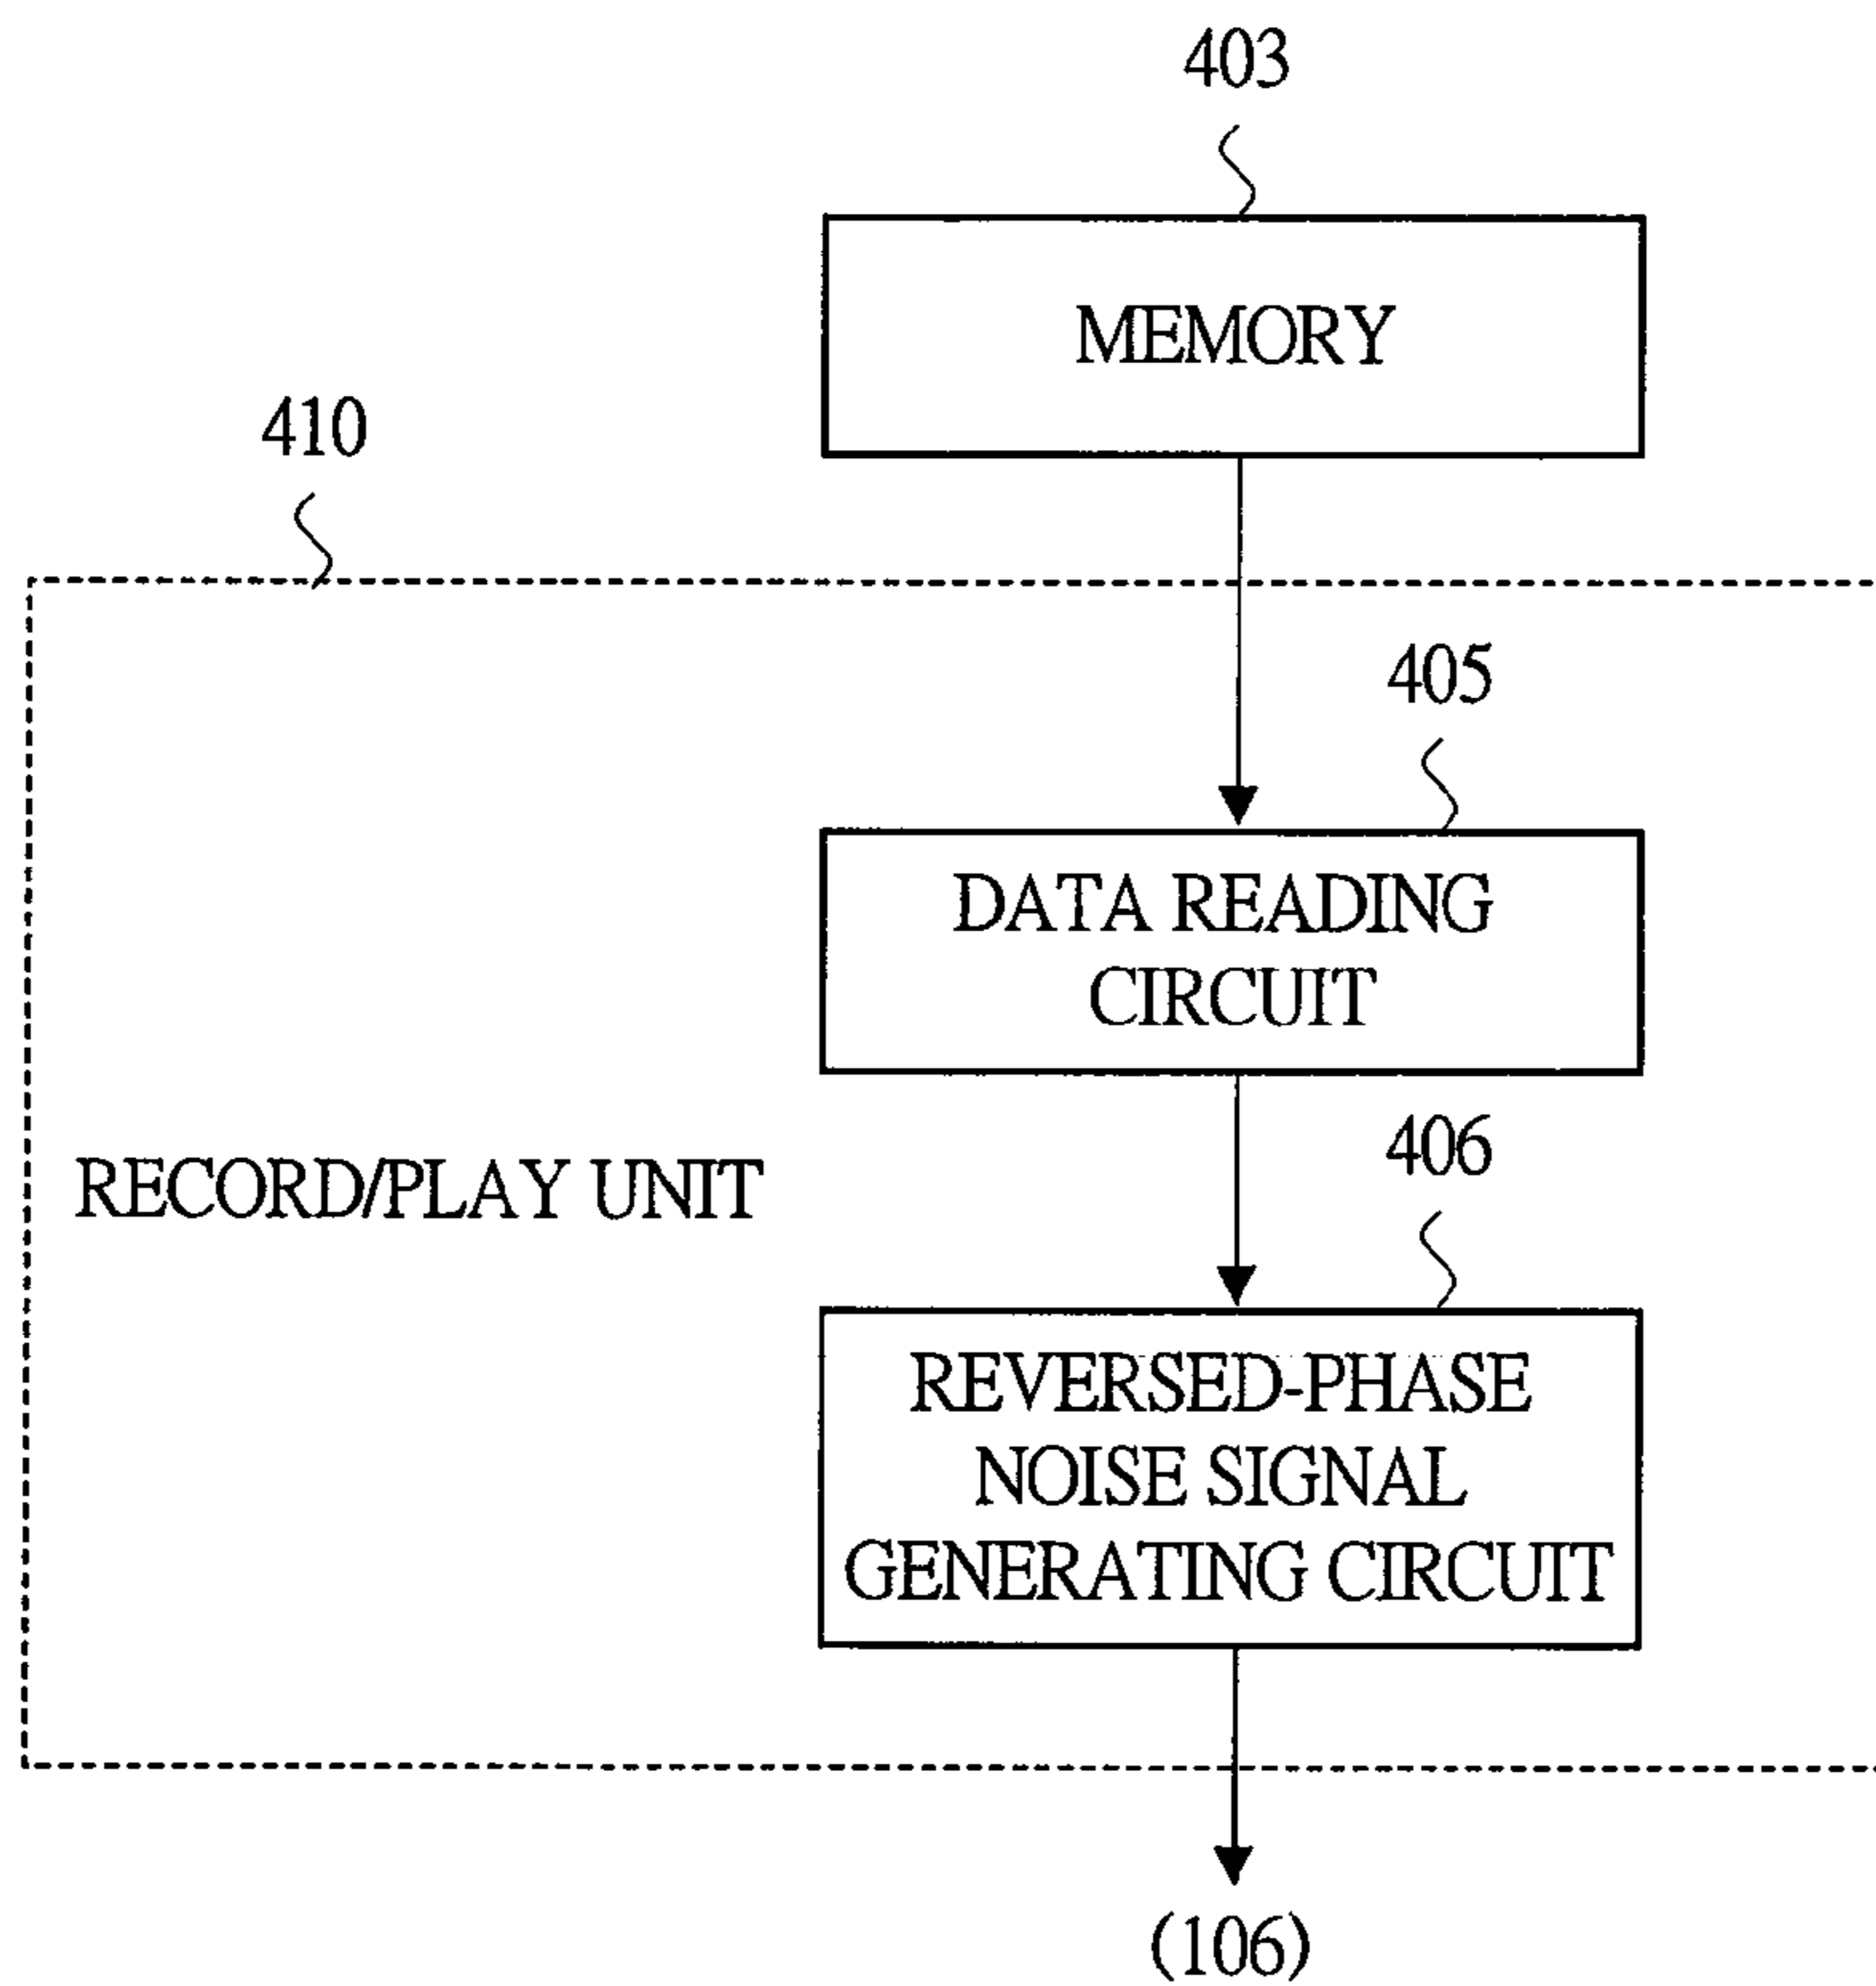 403
MEMORY
410
405
DATA READING
CIRCUIT
406
RECORD/PLAY UNIT
REVERSED-PHASE
NOISE SIGNAL
GENERATING CIRCUIT
(106)